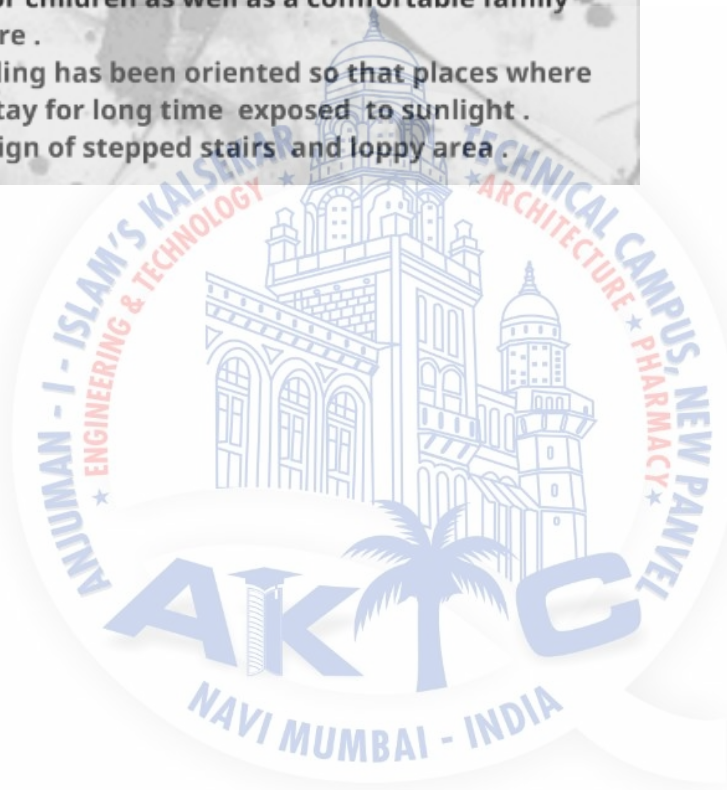 or children as well as a comfortable family
re .
ling has been oriented so that places where
tay for long time exposed to sunlight .
ign of stepped stairs and loppy area .
ANJUMAN - I - ISLAM'S KALSEKAR TECHNICAL CAMPUS, NEW PANVEL
ENGINEERING & TECHNOLOGY ★ ★ ARCHITECTURE ★ PHARMACY ★
AKTC
NAVI MUMBAI - INDIA